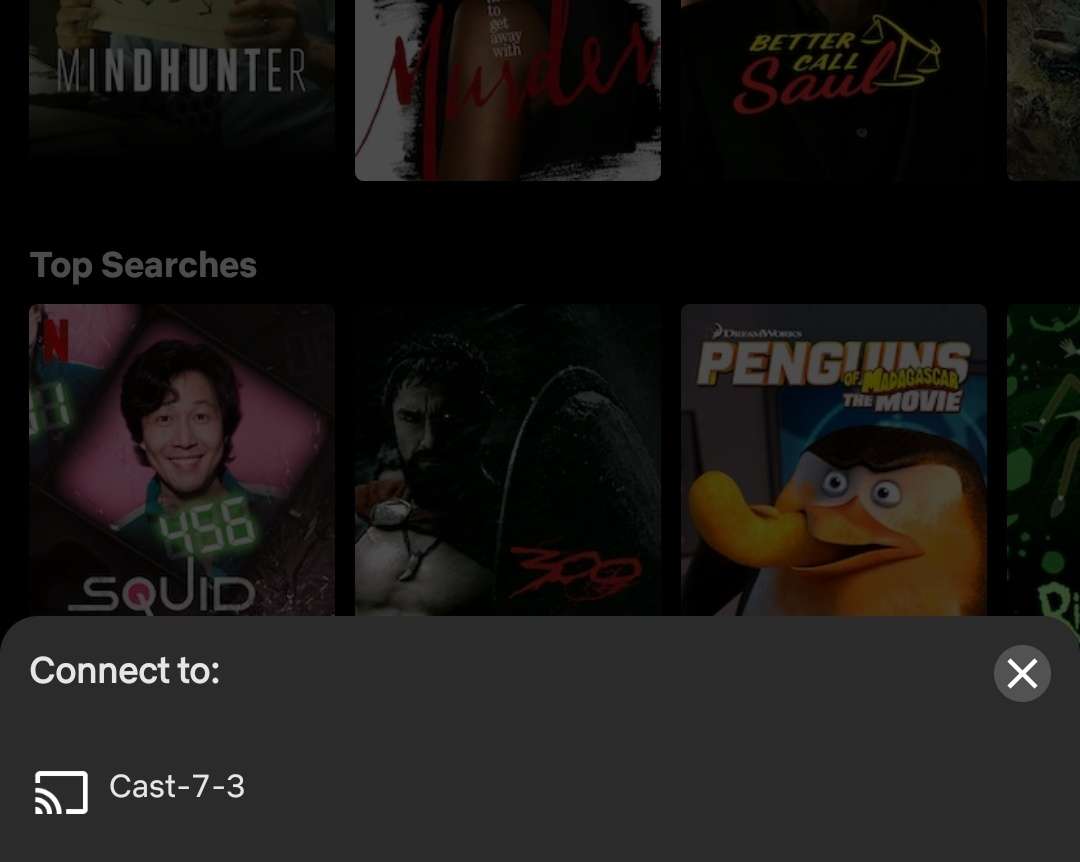 MINDHUNTER
to
get
away
with
Murder
BETTER
CALL
Saul
Top Searches
N
456
SQUID
300
DREAMWORKS
PENGUINS
OF MADAGASCAR
THE MOVIE
Ri
Connect to:
Cast-7-3